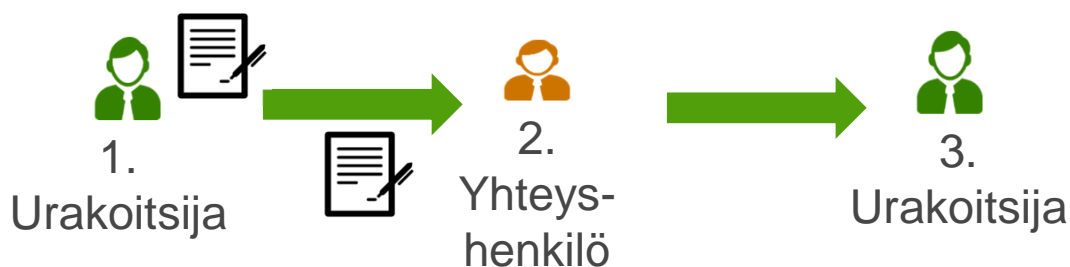 1.
Urakoitsija
2.
Yhteys-
henkilö
3.
Urakoitsija